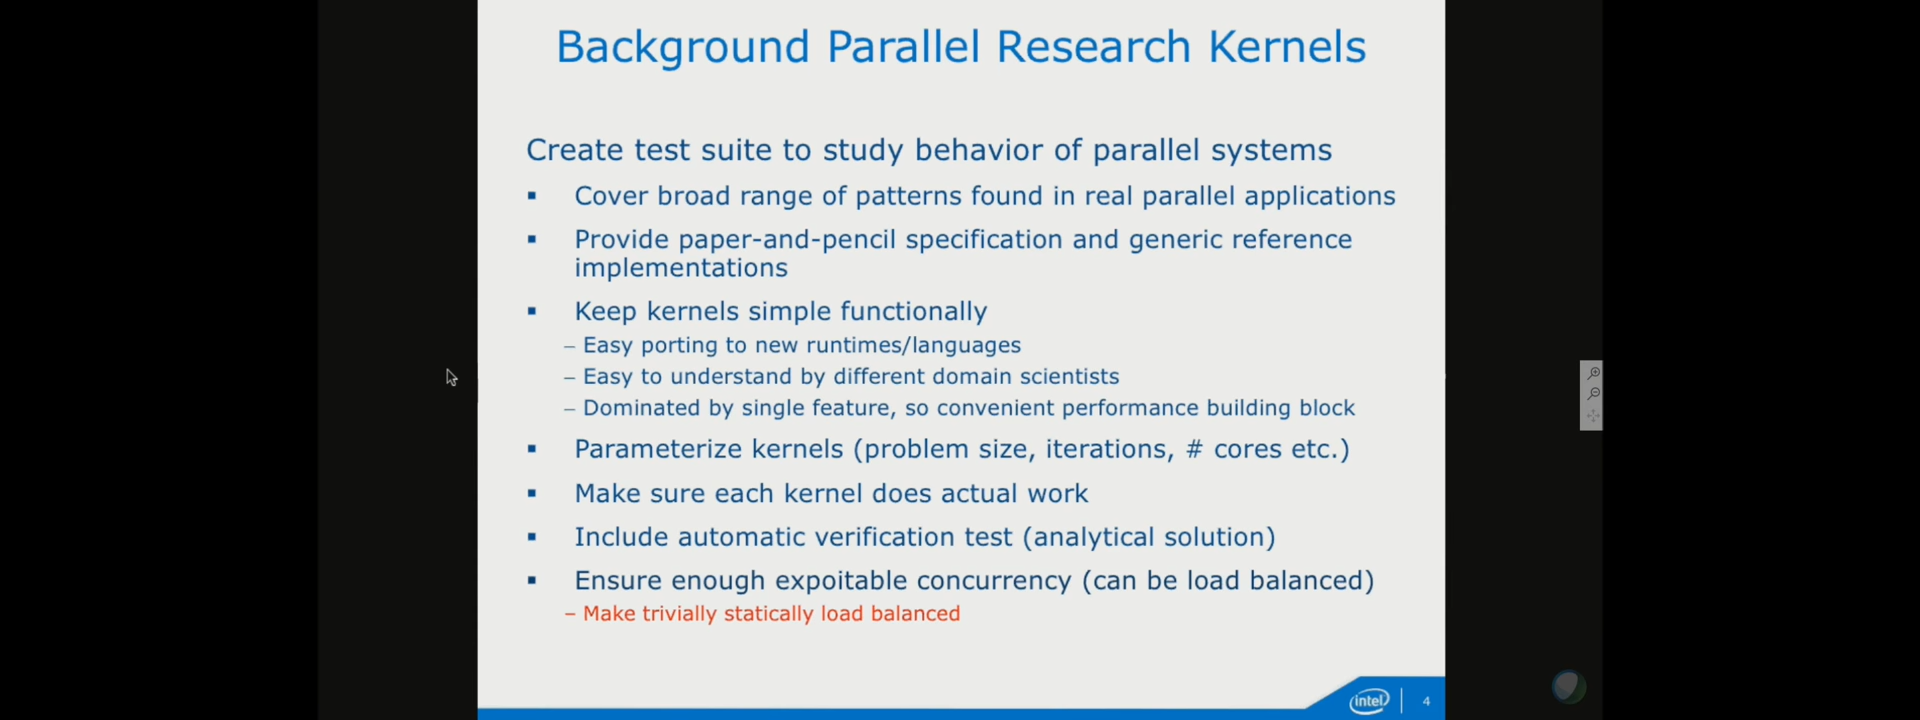 Background Parallel Research Kernels
Create test suite to study behavior of parallel systems
▪ Cover broad range of patterns found in real parallel applications
▪ Provide paper-and-pencil specification and generic reference
implementations
▪ Keep kernels simple functionally
– Easy porting to new runtimes/languages
– Easy to understand by different domain scientists
– Dominated by single feature, so convenient performance building block
▪ Parameterize kernels (problem size, iterations, # cores etc.)
▪ Make sure each kernel does actual work
▪ Include automatic verification test (analytical solution)
▪ Ensure enough expoitable concurrency (can be load balanced)
– Make trivially statically load balanced
intel
4